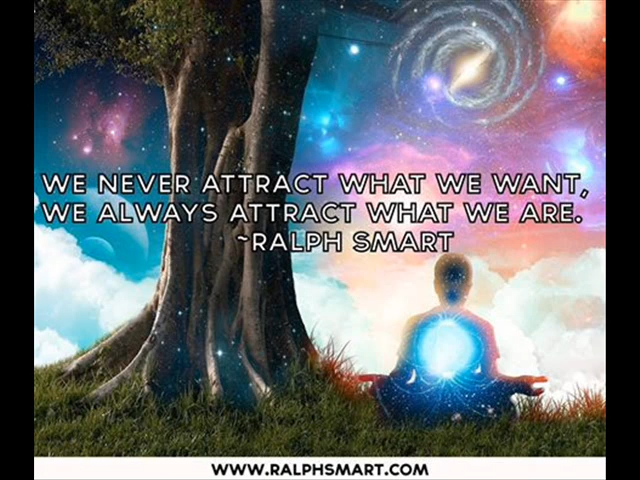 WE NEVER ATTRACT WHAT WE WANT,
WE ALWAYS ATTRACT WHAT WE ARE.
~RALPH SMART
WWW.RALPHSMART.COM